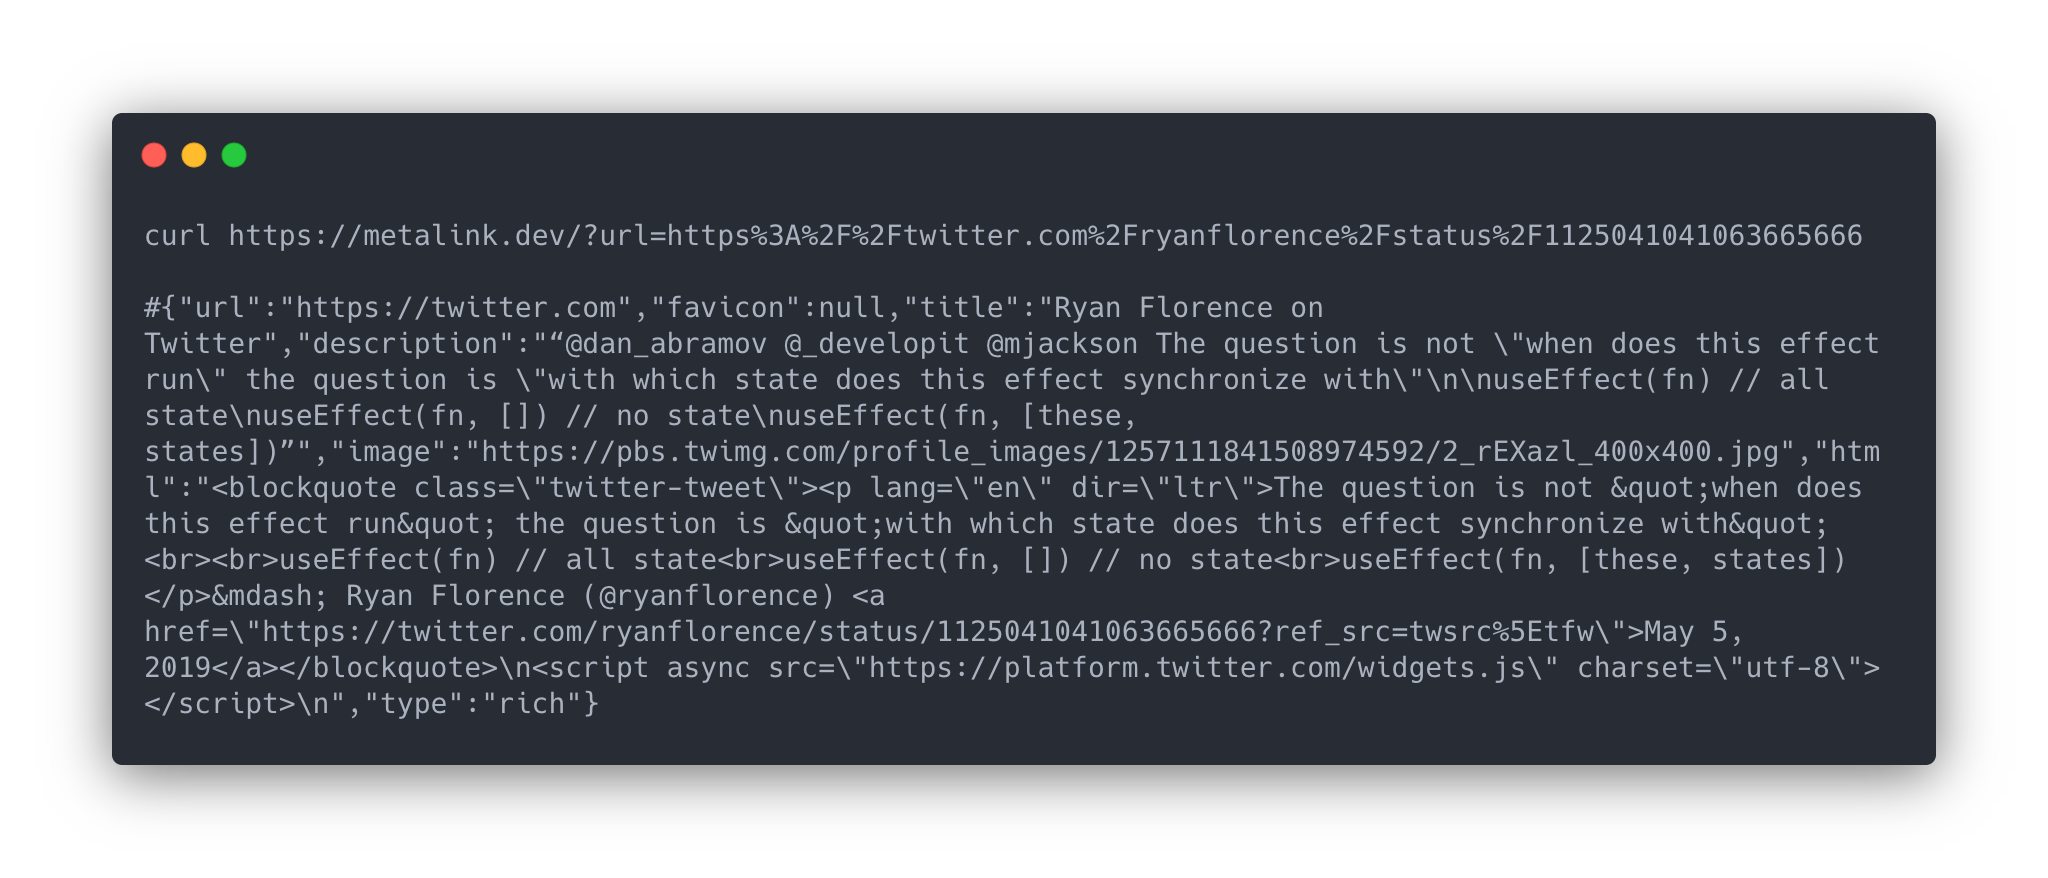 curl https://metalink.dev/?url=https%3A%2F%2Ftwitter.com%2Fryanflorence%2Fstatus%2F1125041041063665666
#{"url":"https://twitter.com","favicon":null,"title":"Ryan Florence on
Twitter","description":"“@dan_abramov @_developit @mjackson The question is not \"when does this effect
run\" the question is \"with which state does this effect synchronize with\"\n\nuseEffect(fn) // all
state\nuseEffect(fn, []) // no state\nuseEffect(fn, [these,
states])”","image":"https://pbs.twimg.com/profile_images/1257111841508974592/2_rEXazl_400x400.jpg","htm
l":"<blockquote class=\"twitter-tweet\"><p lang=\"en\" dir=\"ltr\">The question is not &quot;when does
this effect run&quot; the question is &quot;with which state does this effect synchronize with&quot;
<br><br>useEffect(fn) // all state<br>useEffect(fn, []) // no state<br>useEffect(fn, [these, states])
</p>&mdash; Ryan Florence (@ryanflorence) <a
href=\"https://twitter.com/ryanflorence/status/1125041041063665666?ref_src=twsrc%5Etfw\">May 5,
2019</a></blockquote>\n<script async src=\"https://platform.twitter.com/widgets.js\" charset=\"utf-8\">
</script>\n","type":"rich"}